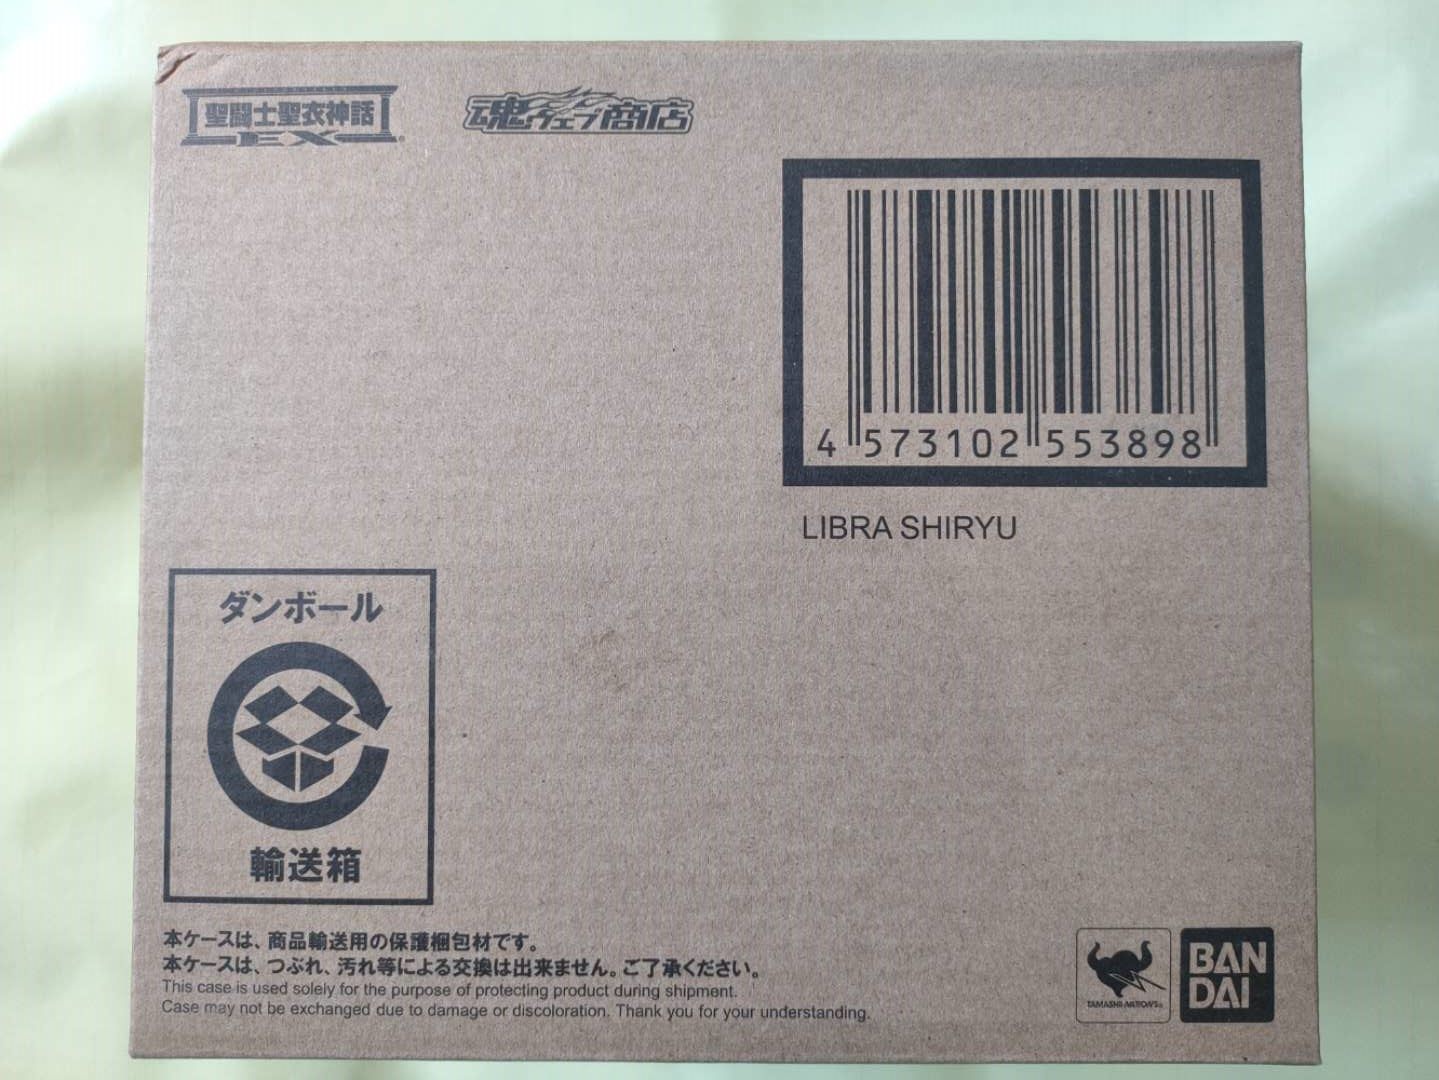 聖闘士聖衣神話
EX
魂ウェブ商店
4 573102 553898
LIBRA SHIRYU
ダンボール
輸送箱
本ケースは、商品輸送用の保護梱包材です。
本ケースは、つぶれ、汚れ等による交換は出来ません。ご了承ください。
This case is used solely for the purpose of protecting product during shipment.
Case may not be exchanged due to damage or discoloration. Thank you for your understanding.
TAMASHII NATIONS
BAN
DAI